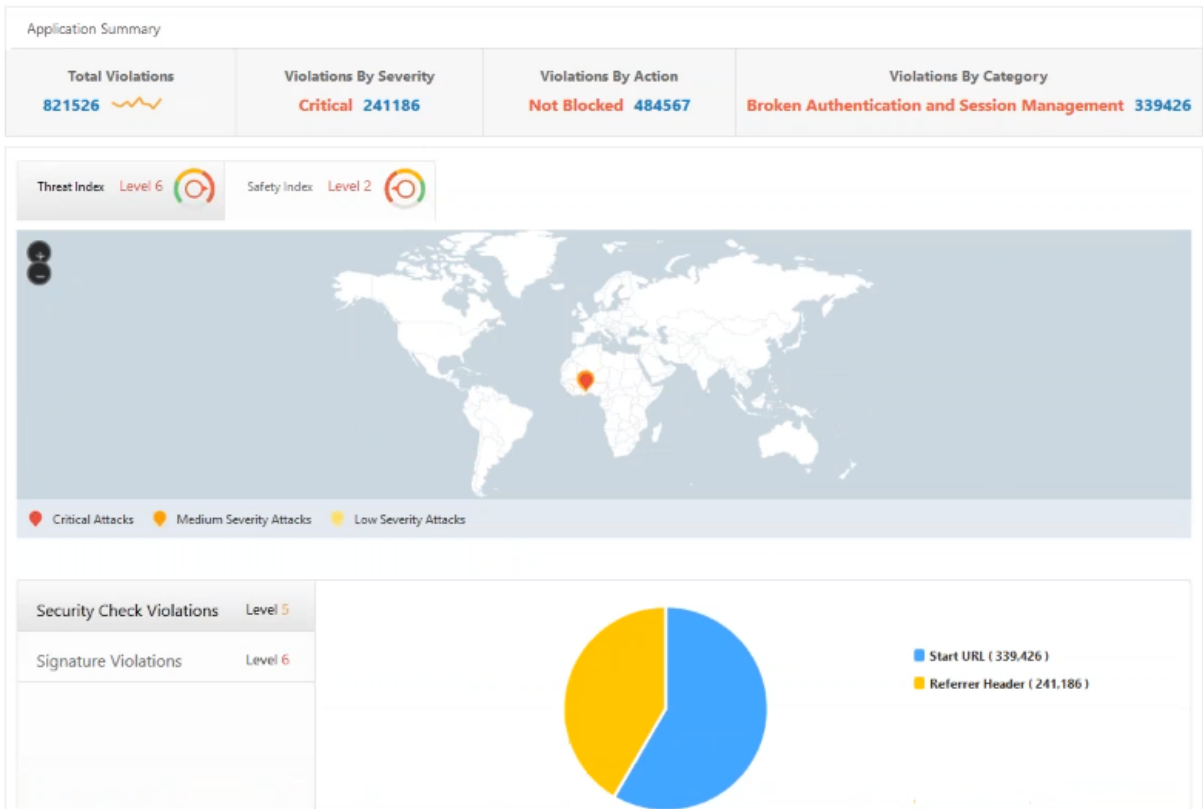 Application Summary
Total Violations
821526
Violations By Severity
Critical 241186
Violations By Action
Not Blocked 484567
Violations By Category
Broken Authentication and Session Management 339426
Threat Index Level 6
Safety Index Level 2
+
−
Critical Attacks Medium Severity Attacks Low Severity Attacks
Security Check Violations Level 5
Signature Violations Level 6
Start URL ( 339,426 )
Referrer Header ( 241,186 )